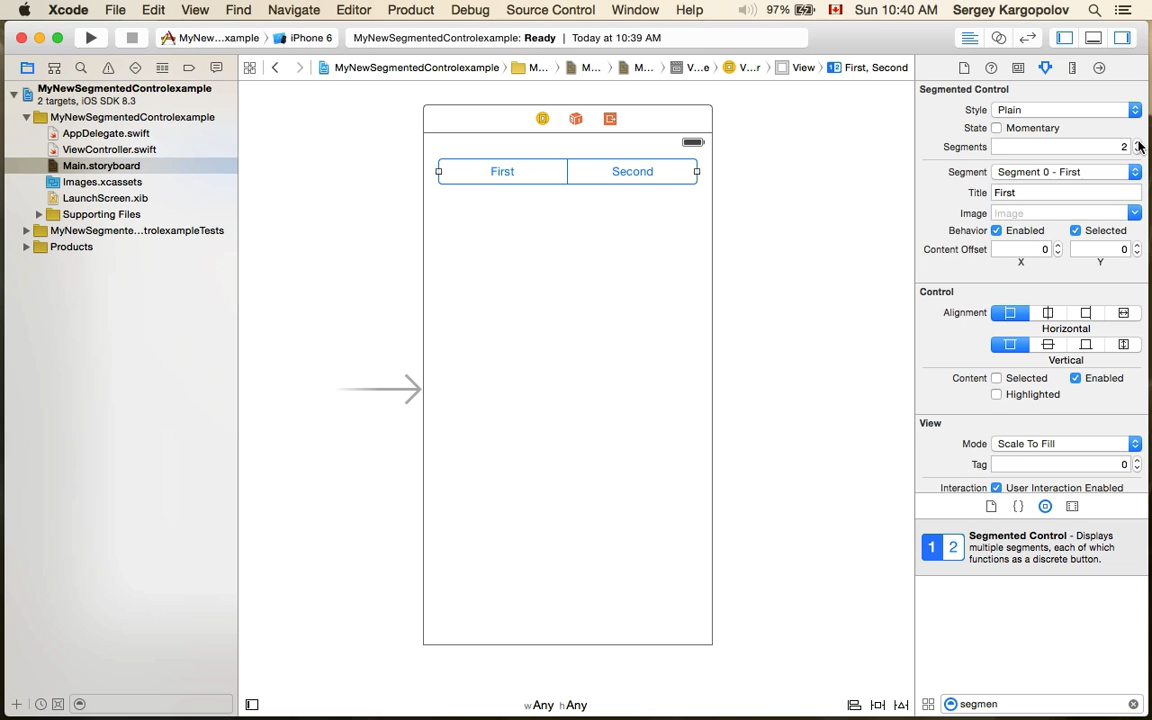 Xcode File Edit View Find Navigate Editor Product Debug Source Control Window Help 97% Sun 10:40 AM Sergey Kargopolov
MyNew...xample iPhone 6 MyNewSegmentedControlexample: Ready | Today at 10:39 AM
MyNewSegmentedControlexample M... M... M... V...e V...r View First, Second
MyNewSegmentedControlexample
2 targets, iOS SDK 8.3
MyNewSegmentedControlexample
AppDelegate.swift
ViewController.swift
Main.storyboard
Images.xcassets
LaunchScreen.xib
Supporting Files
MyNewSegmente...trolexampleTests
Products
First Second
Segmented Control
Style Plain
State Momentary
Segments 2
Segment Segment 0 - First
Title First
Image Image
Behavior Enabled Selected
Content Offset 0 0
X Y
Control
Alignment
Horizontal
Vertical
Content Selected Enabled
Highlighted
View
Mode Scale To Fill
Tag 0
Interaction User Interaction Enabled
1 2
Segmented Control - Displays
multiple segments, each of which
functions as a discrete button.
wAny hAny
segmen